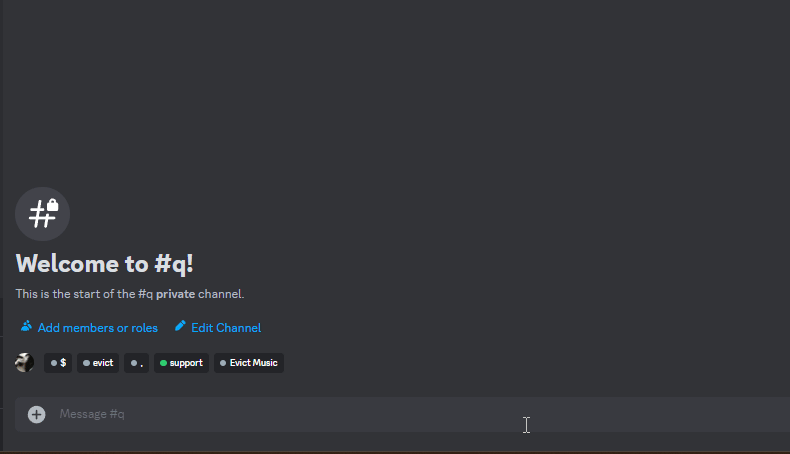 Welcome to #q!
This is the start of the #q private channel.
Add members or roles Edit Channel
$ evict . support Evict Music
Message #q